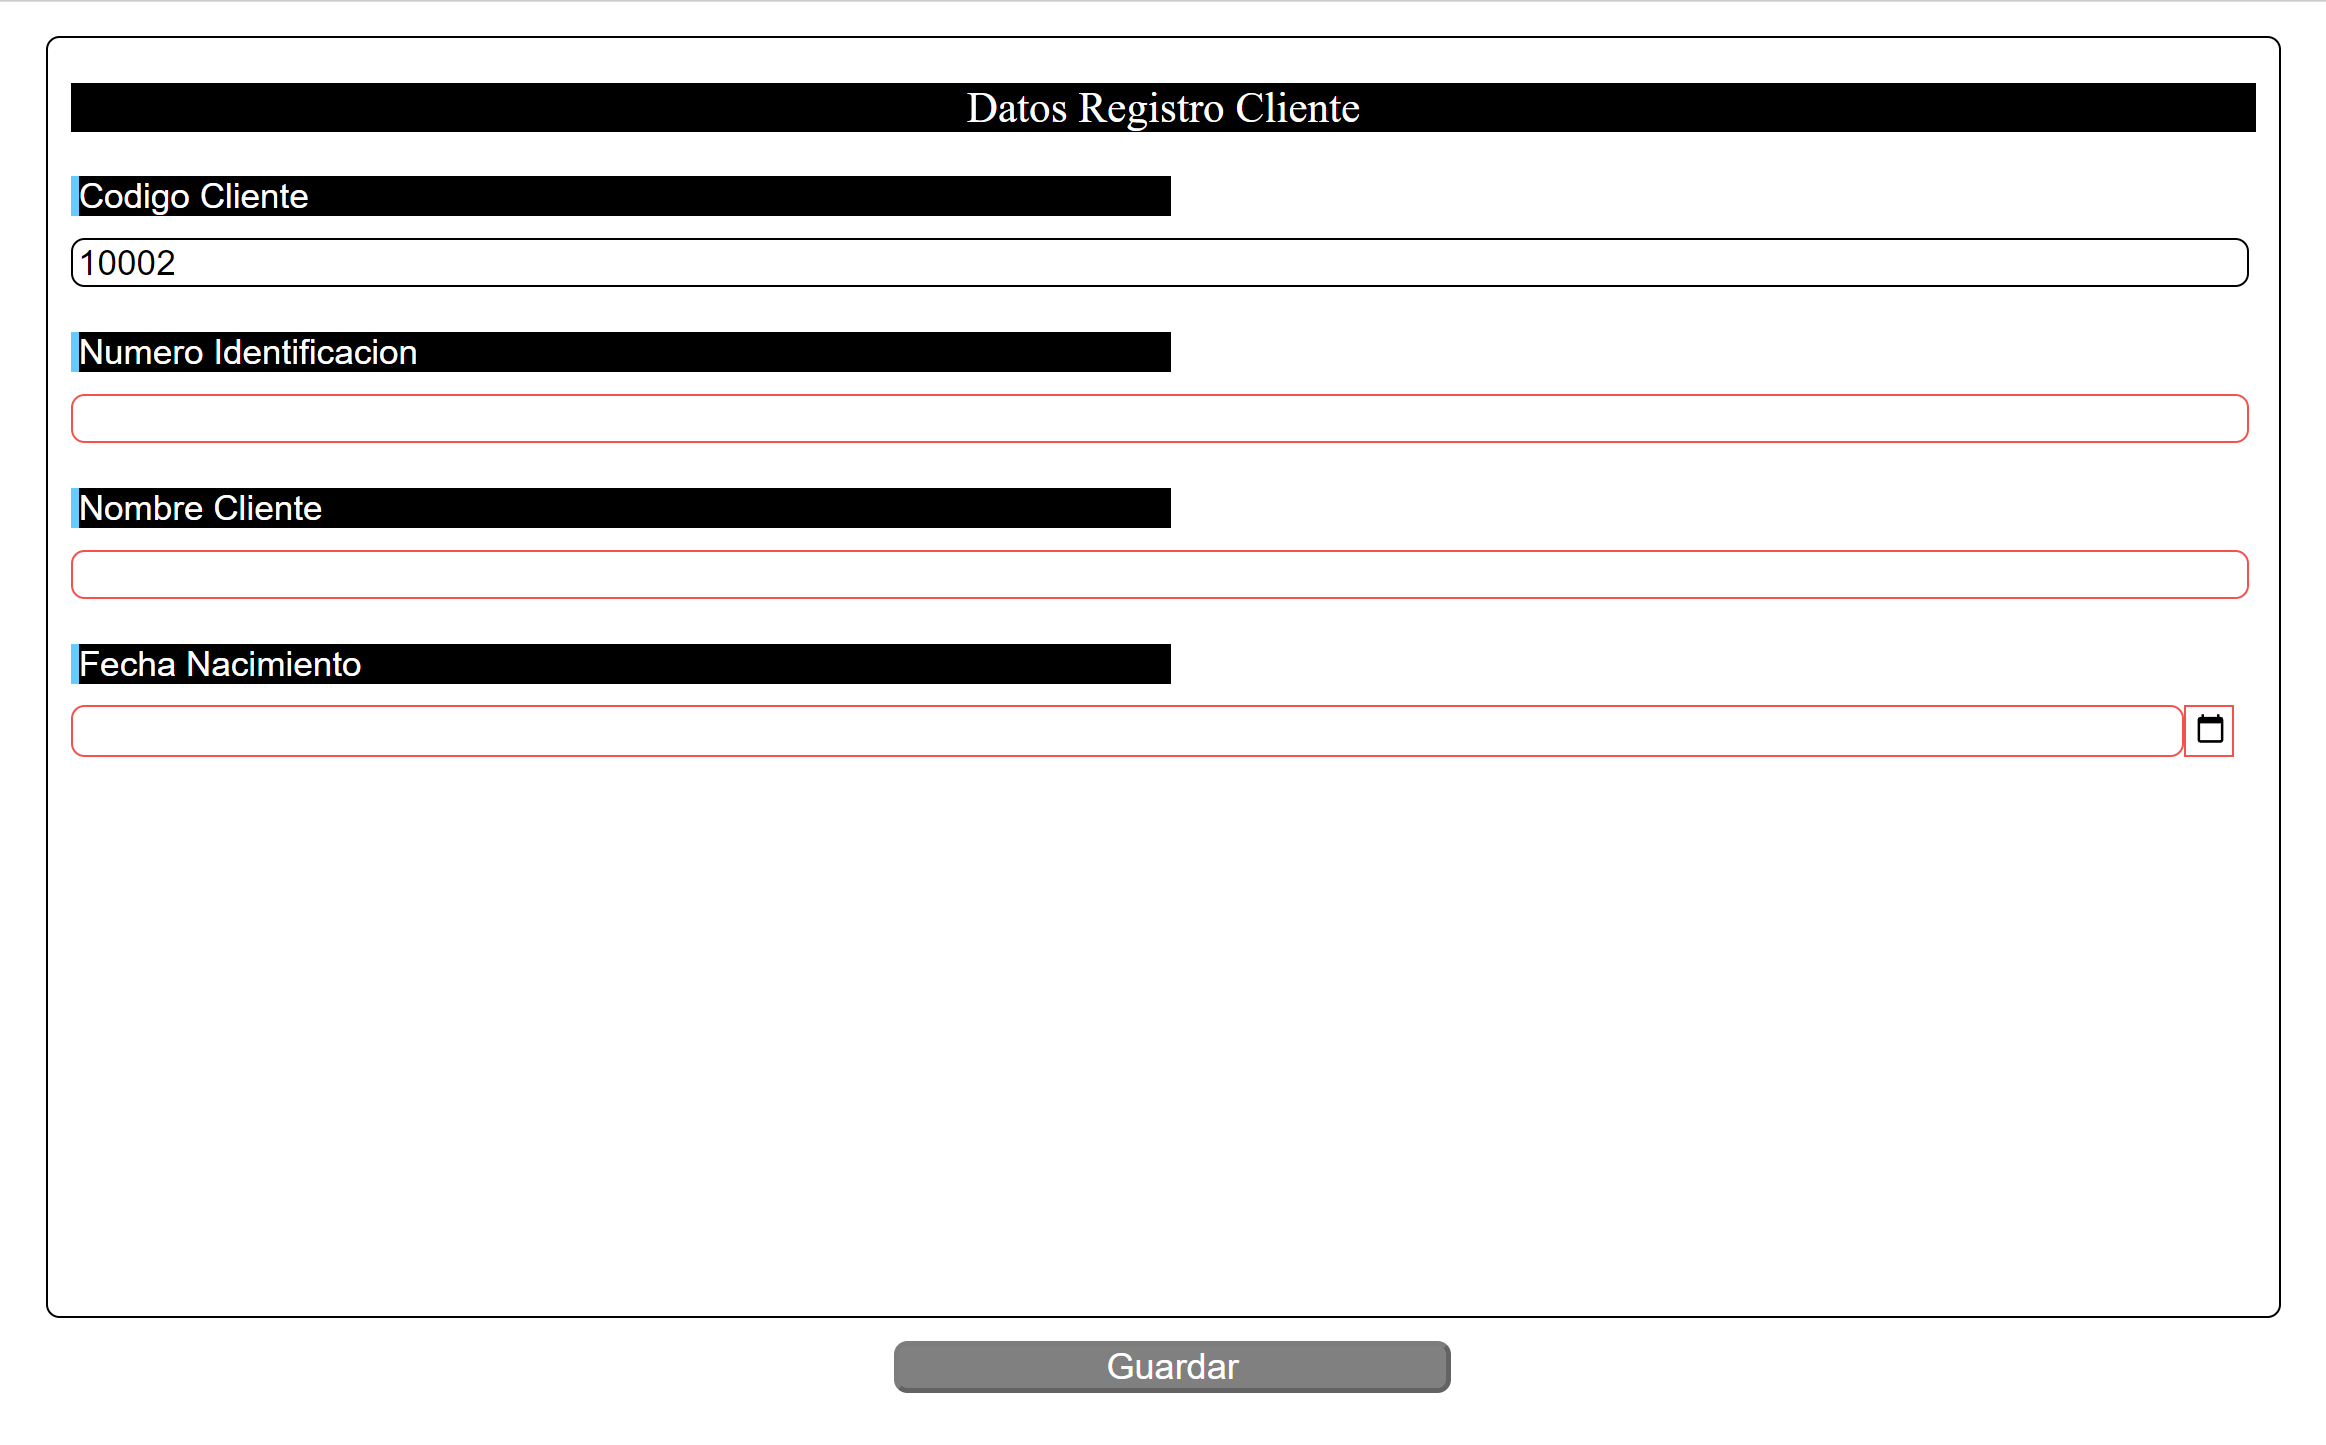 Datos Registro Cliente
Codigo Cliente
10002
Numero Identificacion
Nombre Cliente
Fecha Nacimiento
Guardar